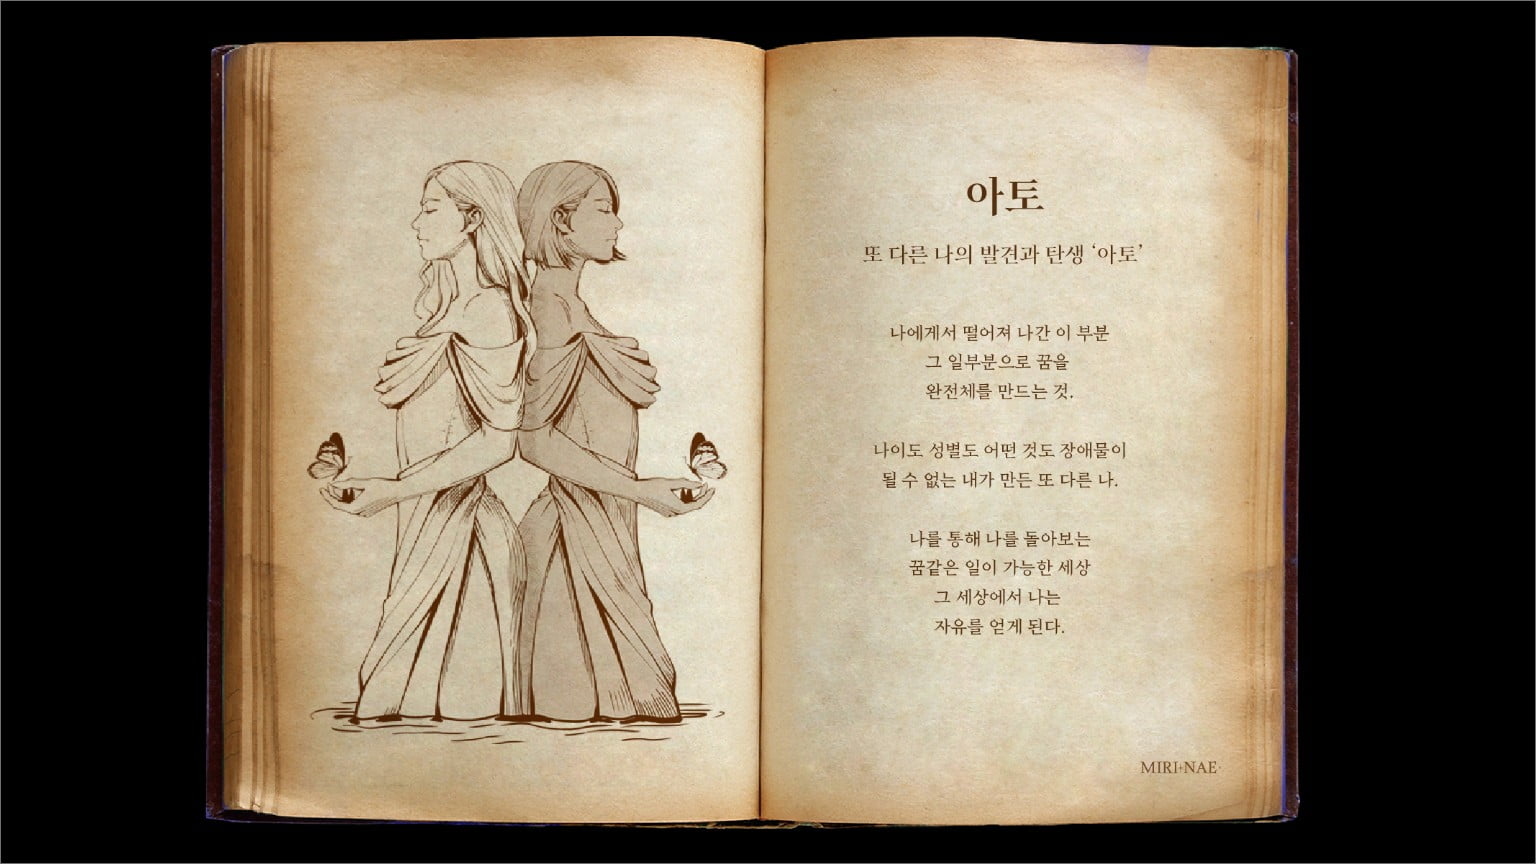 아토
또 다른 나의 발견과 탄생 ‘아토’
나에게서 떨어져 나간 이 부분
그 일부분으로 꿈을
완전체를 만드는 것.
나이도 성별도 어떤 것도 장애물이
될 수 없는 내가 만든 또 다른 나.
나를 통해 나를 돌아보는
꿈같은 일이 가능한 세상
그 세상에서 나는
자유를 얻게 된다.
MIRI+NAE